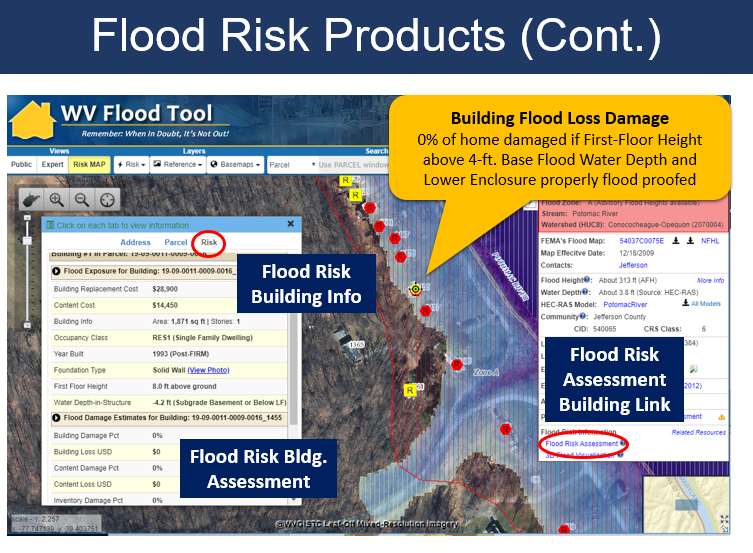 Flood Risk Products (Cont.)
WV Flood Tool
Remember: When In Doubt, It's Not Out!
Building Flood Loss Damage
0% of home damaged if First-Floor Height
above 4-ft. Base Flood Water Depth and
Lower Enclosure properly flood proofed
Views
Layers
Search
Public
Expert
Risk MAP
Risk
Reference
Basemaps
Parcel
Use PARCEL window
Click on each tab to view information
Address
Parcel
Risk
Building #1 in Parcel: 19-09-0011-0009-0016_
Flood Exposure for Building: 19-09-0011-0009-0016_
Building Replacement Cost $28,900
Content Cost $14,450
Building Info Area: 1,871 sq ft | Stories: 1
Occupancy Class RES1 (Single Family Dwelling)
Year Built 1993 (Post-FIRM)
Foundation Type Solid Wall (View Photo)
First Floor Height 8.0 ft above ground
Water Depth-in-Structure -4.2 ft (Subgrade Basement or Below LF)
Flood Damage Estimates for Building: 19-09-0011-0009-0016_1455
Building Damage Pct 0%
Building Loss USD $0
Content Damage Pct 0%
Content Loss USD $0
Inventory Damage Pct 0%
Flood Risk
Building Info
Flood Risk Bldg.
Assessment
R
R
R
R
R
R
R
R
R
R
1365
Zone A
POTOMAC RIVER
Flood Zone: A (Advisory Flood Heights available)
Stream: Potomac River
Watershed (HUC8): Conococheague-Opequon (2070004)
FEMA's Flood Map: 54037C0075E NFHL
Map Effecitve Date: 12/18/2009
Contacts: Jefferson
Flood Height: About 313 ft (AFH) More Info
Water Depth: About 3.8 ft (Source: HEC-RAS)
HEC-RAS Model: PotomacRiver All Models
Community: Jefferson County
CID: 540065 CRS Class: 6
384)
2012)
Flood Risk
Assessment
Building Link
Flood Risk Information Related Resources
Flood Risk Assessment
3D Flood Visualization
scale - 1: 2,257
x: -77.747139 y: 39.403751
@WVGISTC Leaf-Off Mixed-Resolution Imagery